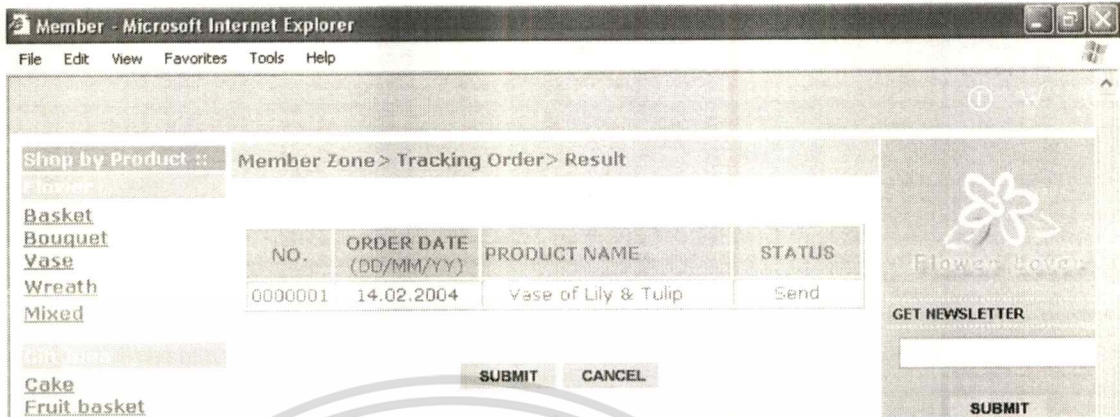 Member - Microsoft Internet Explorer
File Edit View Favorites Tools Help
Shop by Product ::
Flower
Basket
Bouquet
Vase
Wreath
Mixed
Cake
Fruit basket
Member Zone> Tracking Order> Result
NO. ORDER DATE (DD/MM/YY) PRODUCT NAME STATUS
0000001 14.02.2004 Vase of Lily & Tulip Send
SUBMIT CANCEL
Flower Lover
GET NEWSLETTER
SUBMIT